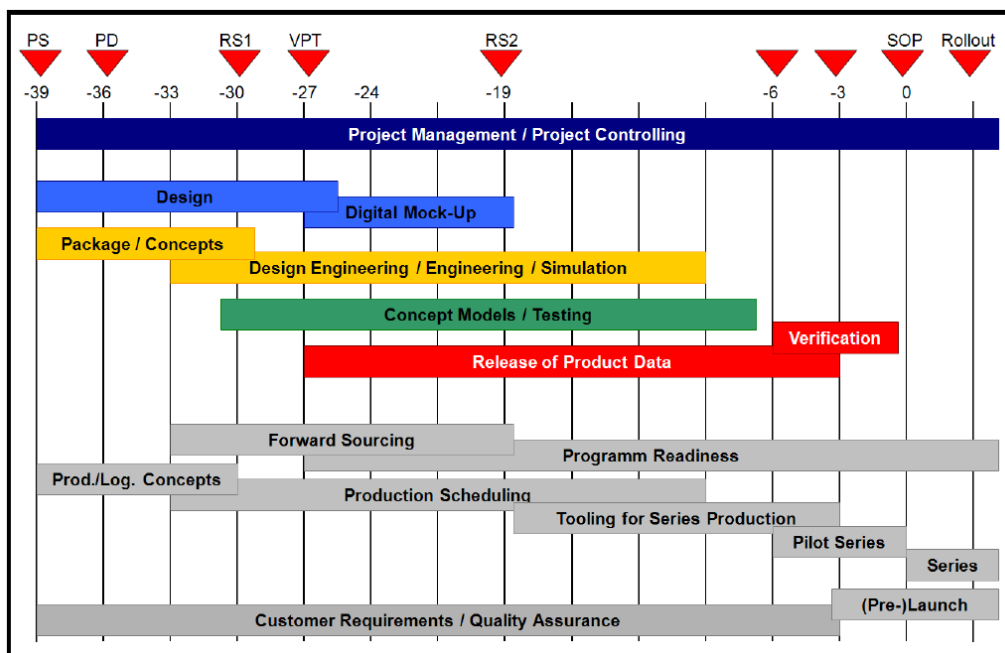 PS PD RS1 VPT RS2 SOP Rollout
-39 -36 -33 -30 -27 -24 -19 -6 -3 0
Project Management / Project Controlling
Design
Digital Mock-Up
Package / Concepts
Design Engineering / Engineering / Simulation
Concept Models / Testing
Verification
Release of Product Data
Forward Sourcing
Programm Readiness
Prod./Log. Concepts
Production Scheduling
Tooling for Series Production
Pilot Series
Series
(Pre-)Launch
Customer Requirements / Quality Assurance